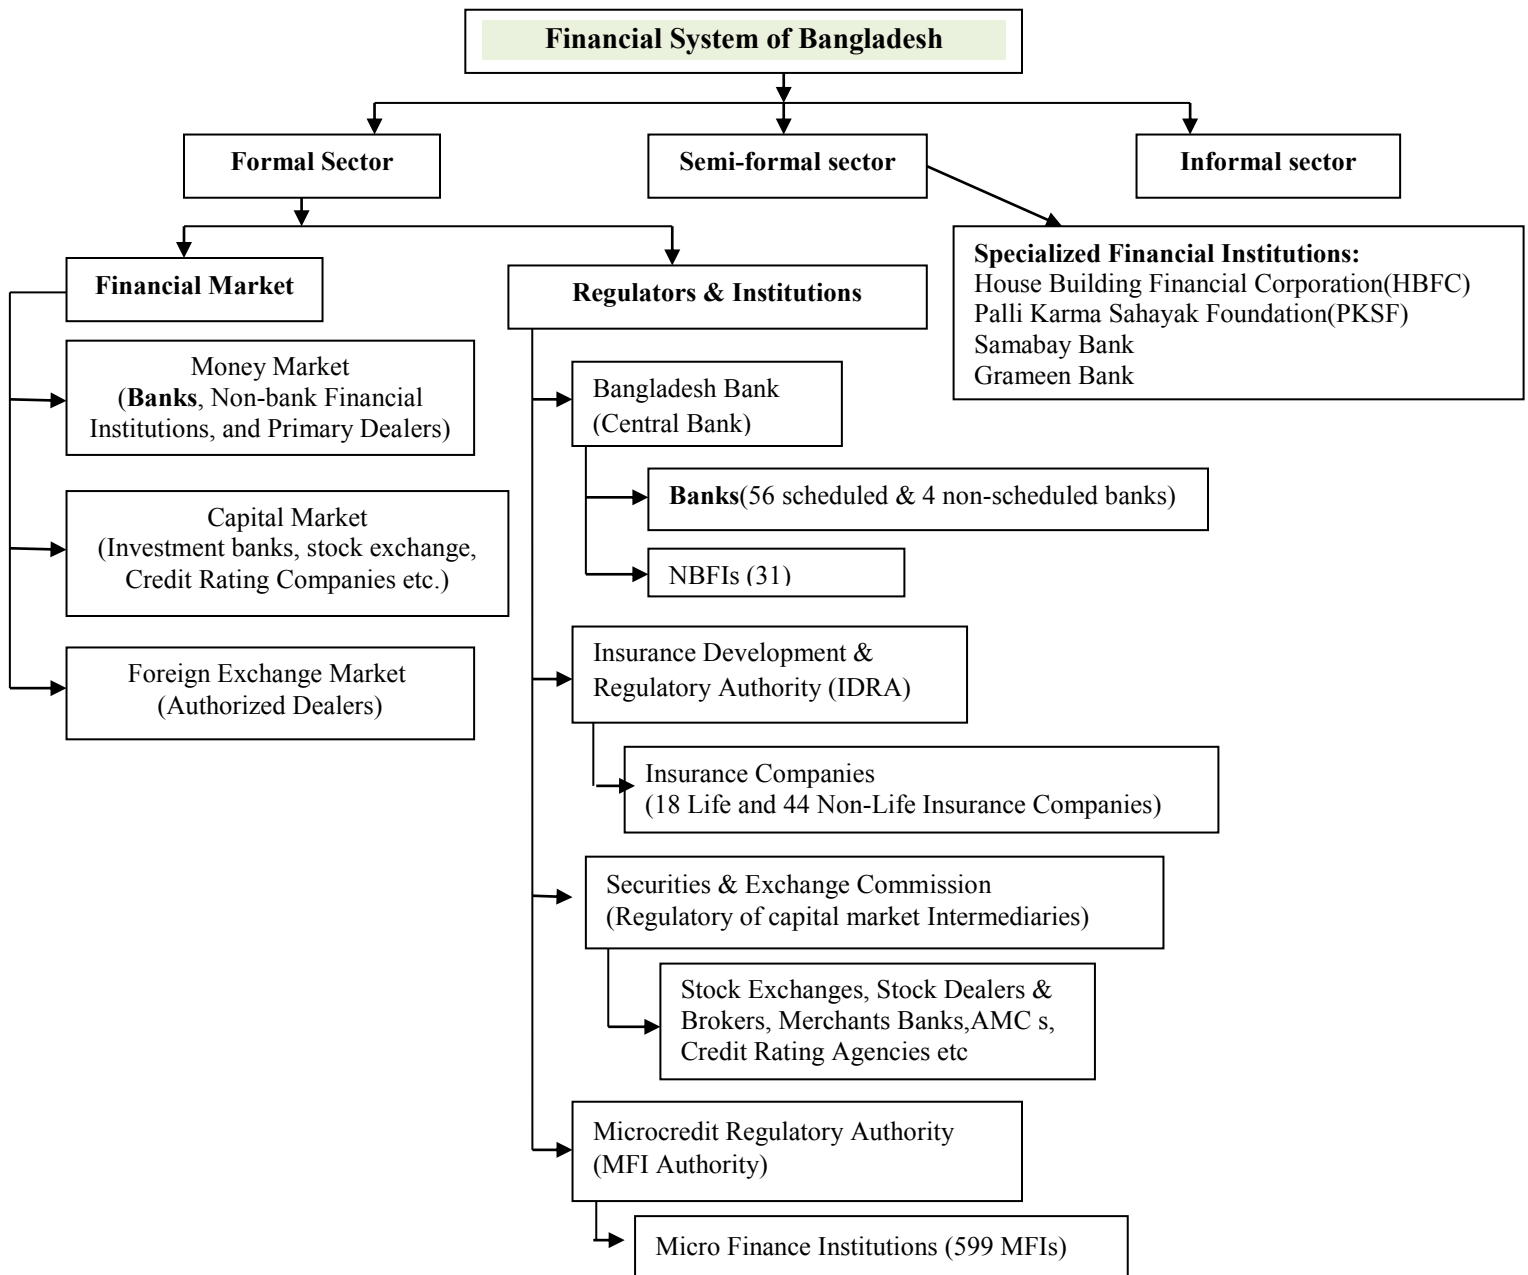 Financial System of Bangladesh
Formal Sector
Semi-formal sector
Informal sector
Financial Market
Regulators & Institutions
Specialized Financial Institutions:
House Building Financial Corporation(HBFC)
Palli Karma Sahayak Foundation(PKSF)
Samabay Bank
Grameen Bank
Money Market
(Banks, Non-bank Financial
Institutions, and Primary Dealers)
Capital Market
(Investment banks, stock exchange,
Credit Rating Companies etc.)
Foreign Exchange Market
(Authorized Dealers)
Bangladesh Bank
(Central Bank)
Banks(56 scheduled & 4 non-scheduled banks)
NBFIs (31)
Insurance Development &
Regulatory Authority (IDRA)
Insurance Companies
(18 Life and 44 Non-Life Insurance Companies)
Securities & Exchange Commission
(Regulatory of capital market Intermediaries)
Stock Exchanges, Stock Dealers &
Brokers, Merchants Banks,AMC s,
Credit Rating Agencies etc
Microcredit Regulatory Authority
(MFI Authority)
Micro Finance Institutions (599 MFIs)